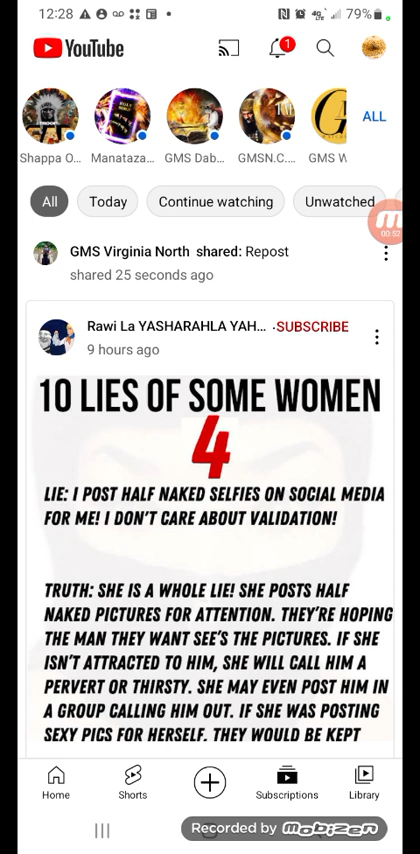 12:28 79%
YouTube 1
Shappa O... Manataza... GMS Dab... GMSN.C.... GMS W ALL
All Today Continue watching Unwatched
00:52
GMS Virginia North shared: Repost
shared 25 seconds ago
Rawi La YASHARAHLA YAH... · SUBSCRIBE
9 hours ago
10 LIES OF SOME WOMEN
4
LIE: I POST HALF NAKED SELFIES ON SOCIAL MEDIA
FOR ME! I DON'T CARE ABOUT VALIDATION!
TRUTH: SHE IS A WHOLE LIE! SHE POSTS HALF
NAKED PICTURES FOR ATTENTION. THEY'RE HOPING
THE MAN THEY WANT SEE'S THE PICTURES. IF SHE
ISN'T ATTRACTED TO HIM, SHE WILL CALL HIM A
PERVERT OR THIRSTY. SHE MAY EVEN POST HIM IN
A GROUP CALLING HIM OUT. IF SHE WAS POSTING
SEXY PICS FOR HERSELF, THEY WOULD BE KEPT
Home Shorts Subscriptions Library
Recorded by mobizen